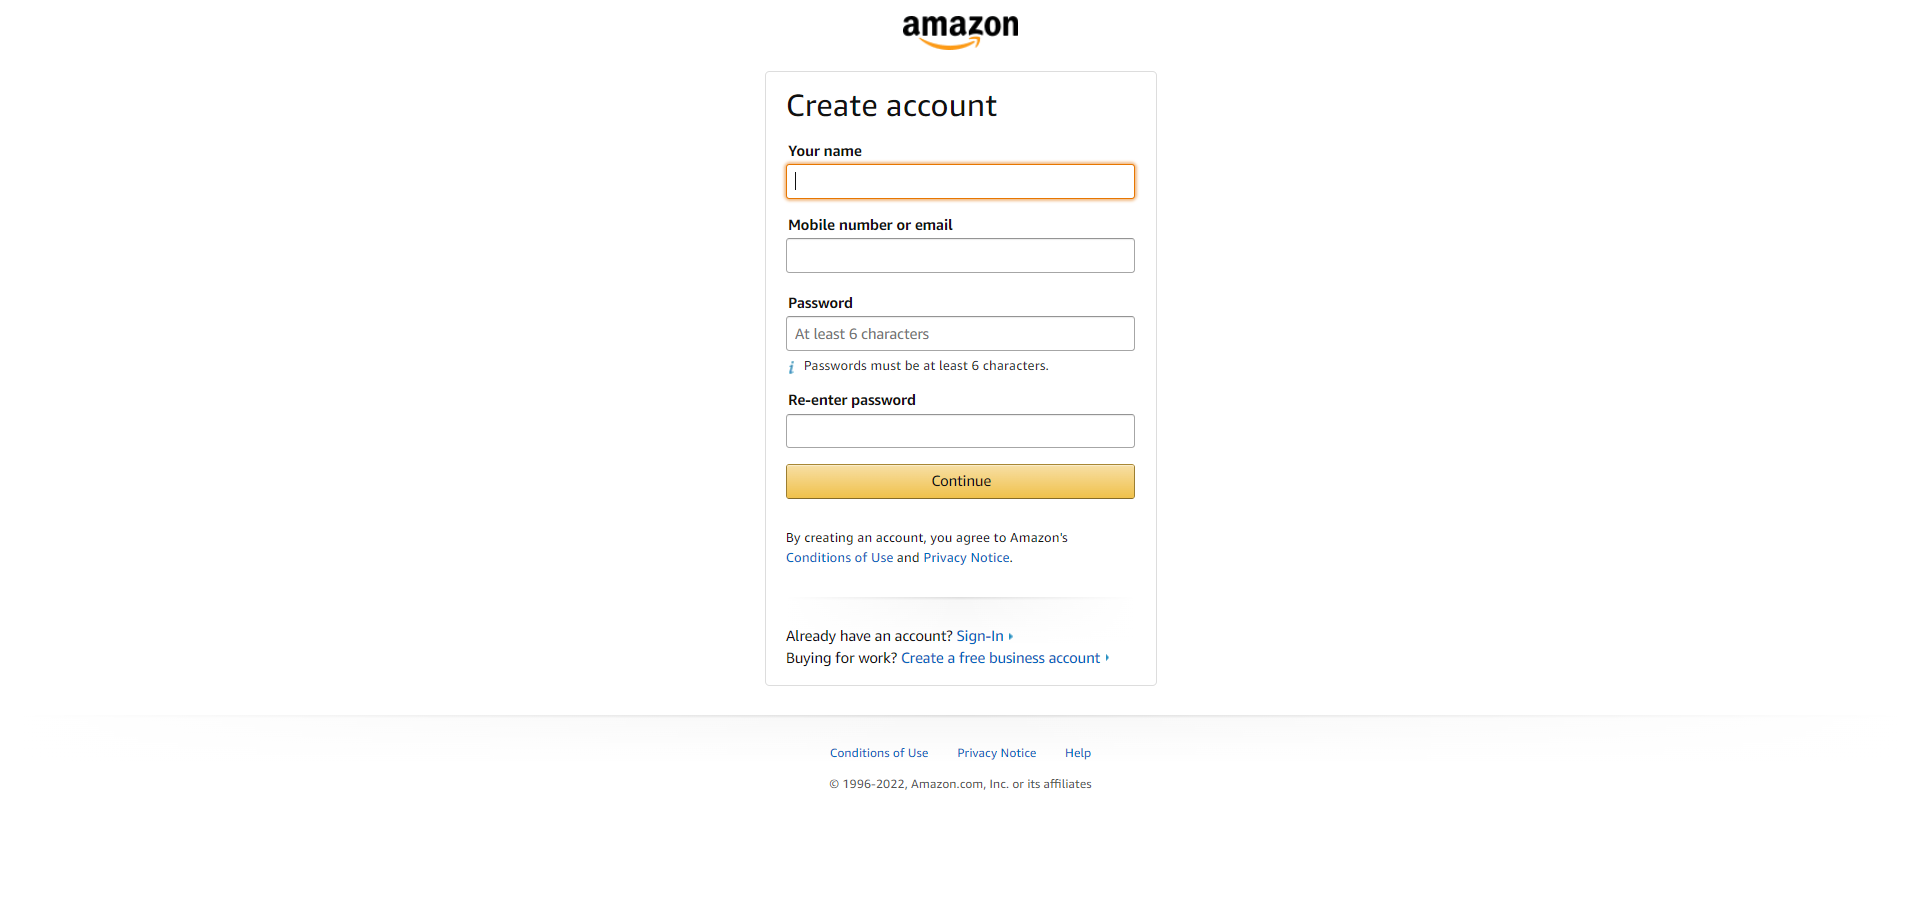 amazon
Create account
Your name
Mobile number or email
Password
At least 6 characters
i Passwords must be at least 6 characters.
Re-enter password
Continue
By creating an account, you agree to Amazon's
Conditions of Use and Privacy Notice.
Already have an account? Sign-In
Buying for work? Create a free business account
Conditions of Use Privacy Notice Help
© 1996-2022, Amazon.com, Inc. or its affiliates